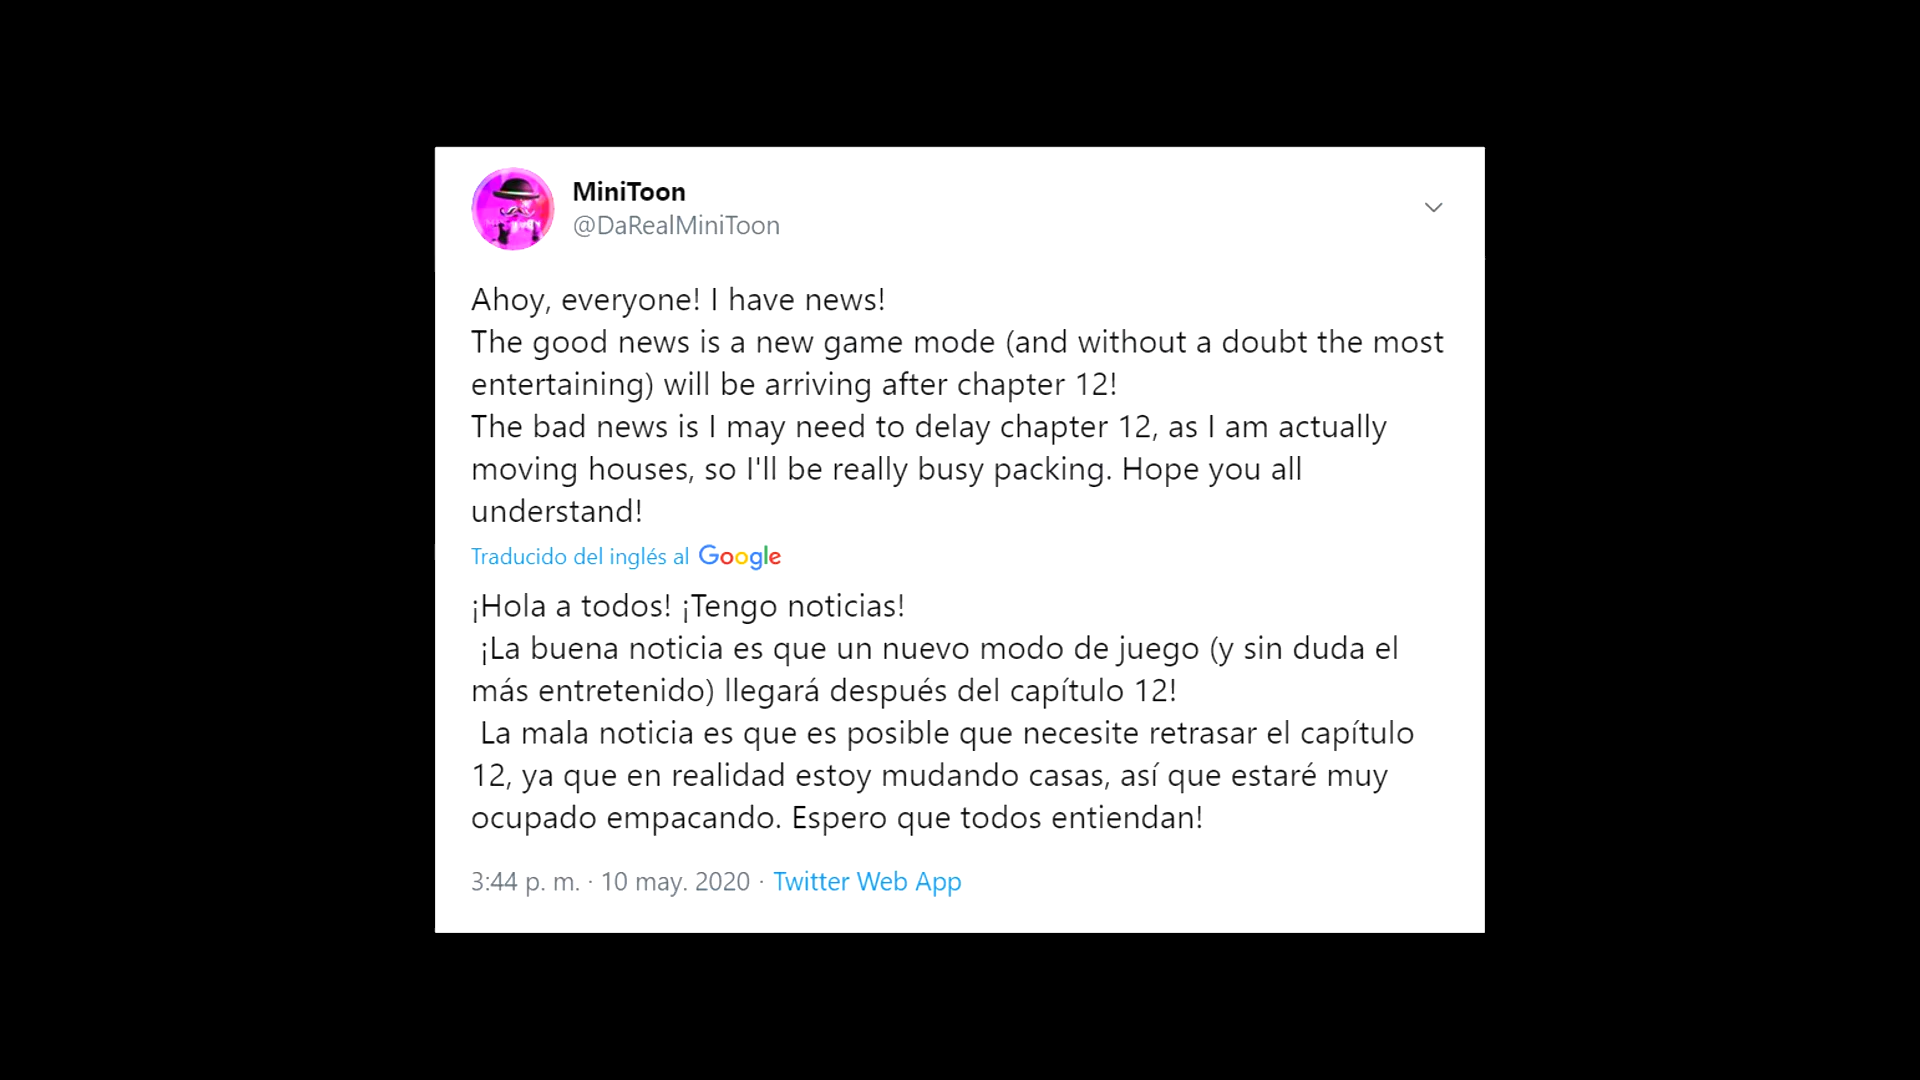 MiniToon
@DaRealMiniToon
Ahoy, everyone! I have news!
The good news is a new game mode (and without a doubt the most
entertaining) will be arriving after chapter 12!
The bad news is I may need to delay chapter 12, as I am actually
moving houses, so I'll be really busy packing. Hope you all
understand!
Traducido del inglés al Google
¡Hola a todos! ¡Tengo noticias!
¡La buena noticia es que un nuevo modo de juego (y sin duda el
más entretenido) llegará después del capítulo 12!
La mala noticia es que es posible que necesite retrasar el capítulo
12, ya que en realidad estoy mudando casas, así que estaré muy
ocupado empacando. Espero que todos entiendan!
3:44 p. m. · 10 may. 2020 · Twitter Web App